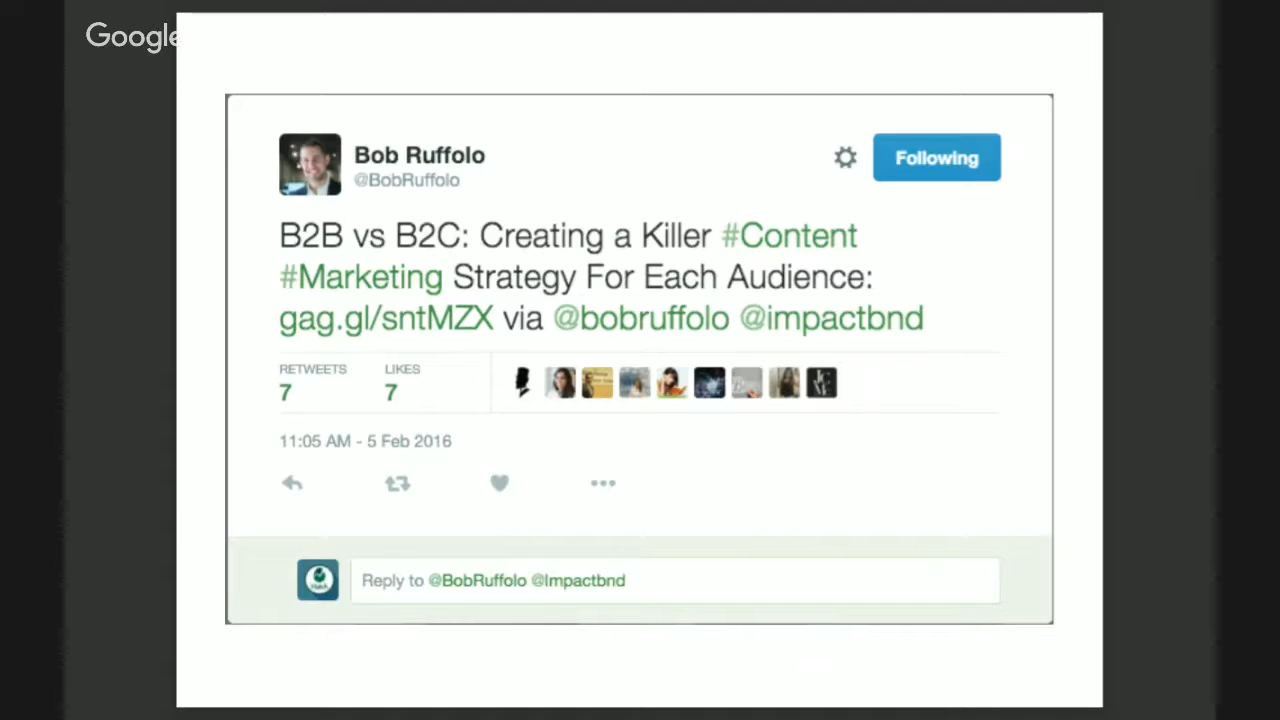 Google
Bob Ruffolo
@BobRuffolo
Following
B2B vs B2C: Creating a Killer #Content
#Marketing Strategy For Each Audience:
gag.gl/sntMZX via @bobruffolo @impactbnd
RETWEETS LIKES
7 7
11:05 AM - 5 Feb 2016
Reply to @BobRuffolo @Impactbnd